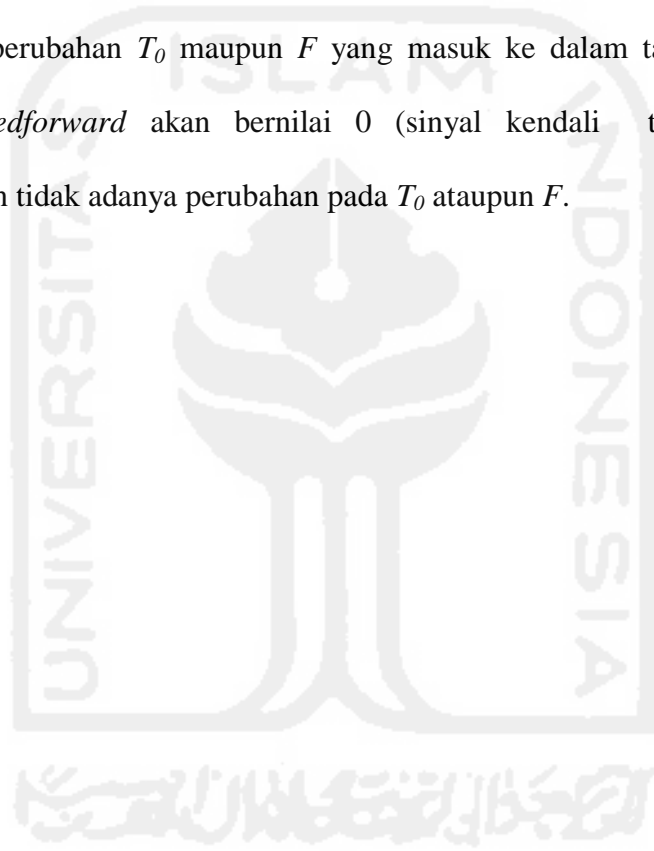 perubahan T₀ maupun F yang masuk ke dalam ta
edforward akan bernilai 0 (sinyal kendali t
n tidak adanya perubahan pada T₀ ataupun F.
ISLAM
UNIVERSITAS
INDONESIA